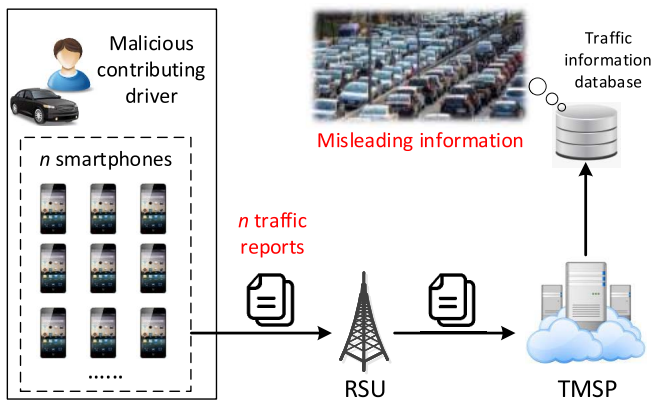 Malicious
contributing
driver
n smartphones
......
n traffic
reports
RSU
Misleading information
Traffic
information
database
TMSP